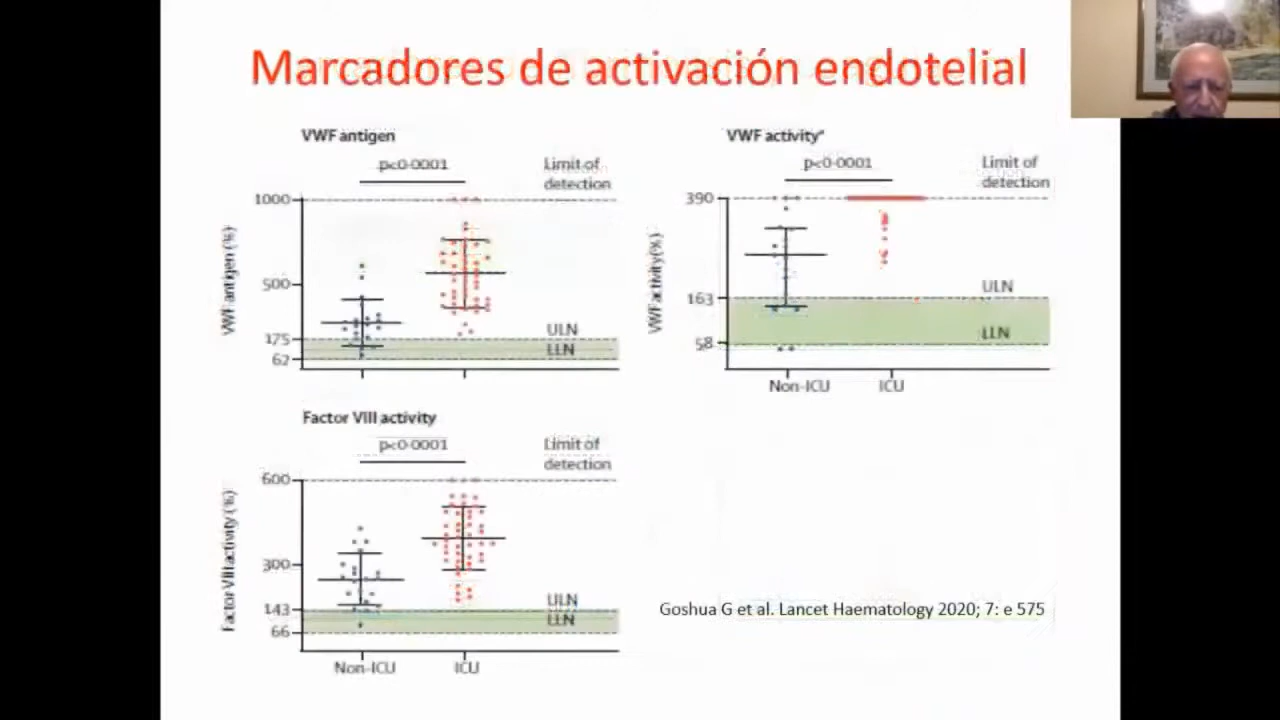 Marcadores de activación endotelial
VWF antigen
p<0·0001
Limit of
detection
1000
500
175
62
VWF antigen (%)
ULN
LLN
VWF activity*
p<0·0001
Limit of
detection
390
163
58
VWF activity (%)
ULN
LLN
Non-ICU
ICU
Factor VIII activity
p<0·0001
Limit of
detection
600
300
143
66
Factor VIII activity (%)
ULN
LLN
Non-ICU
ICU
Goshua G et al. Lancet Haematology 2020; 7: e 575